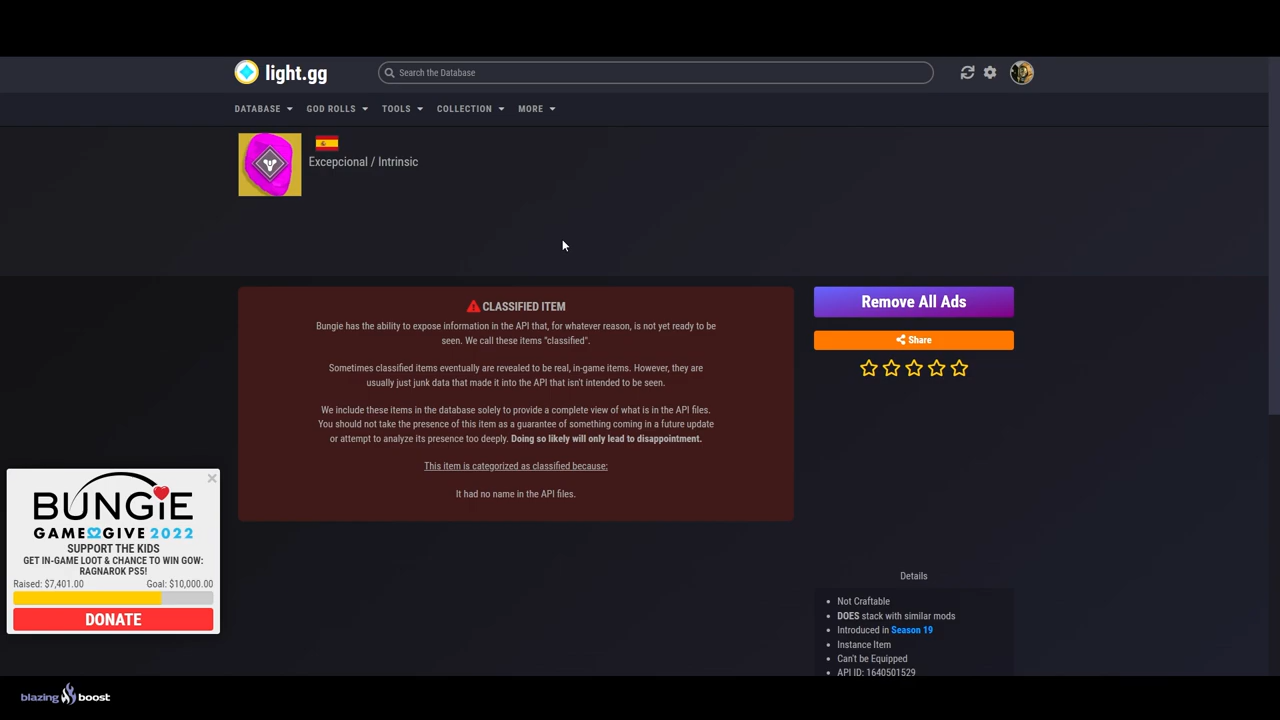 light.gg
Search the Database
DATABASE
GOD ROLLS
TOOLS
COLLECTION
MORE
Excepcional / Intrinsic
CLASSIFIED ITEM
Bungie has the ability to expose information in the API that, for whatever reason, is not yet ready to be
seen. We call these items "classified".
Sometimes classified items eventually are revealed to be real, in-game items. However, they are
usually just junk data that made it into the API that isn't intended to be seen.
We include these items in the database solely to provide a complete view of what is in the API files.
You should not take the presence of this item as a guarantee of something coming in a future update
or attempt to analyze its presence too deeply. Doing so likely will only lead to disappointment.
This item is categorized as classified because:
It had no name in the API files.
Remove All Ads
Share
Details
Not Craftable
DOES stack with similar mods
Introduced in Season 19
Instance Item
Can't be Equipped
API ID: 1640501529
BUNGiE
GAME GIVE 2022
SUPPORT THE KIDS
GET IN-GAME LOOT & CHANCE TO WIN GOW:
RAGNAROK PS5!
Raised: $7,401.00 Goal: $10,000.00
DONATE
blazing boost